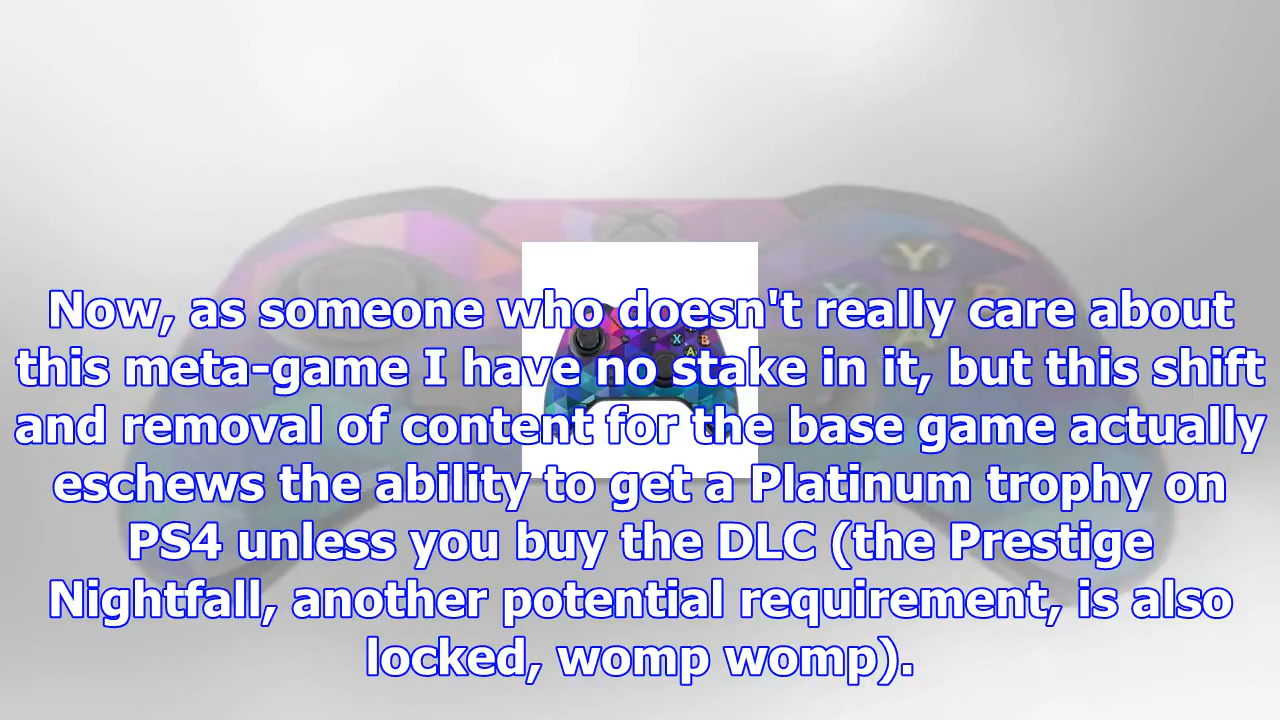 Now, as someone who doesn't really care about
this meta-game I have no stake in it, but this shift
and removal of content for the base game actually
eschews the ability to get a Platinum trophy on
PS4 unless you buy the DLC (the Prestige
Nightfall, another potential requirement, is also
locked, womp womp).
Y
X
B
A
X
B
A